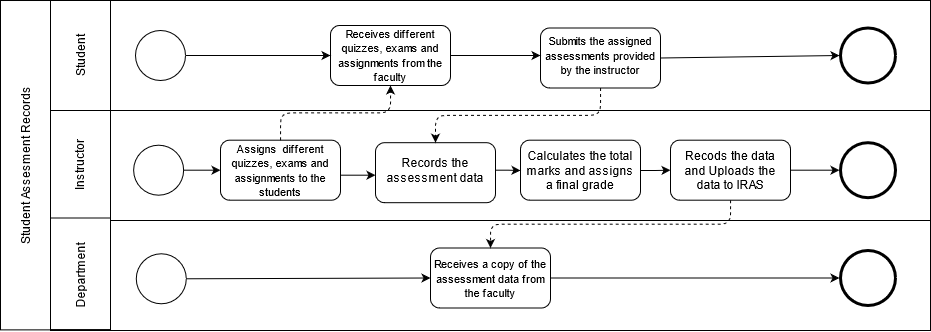 Student Assesment Records
Student
Receives different
quizzes, exams and
assignments from the
faculty
Submits the assigned
assessments provided
by the instructor
Instructor
Assigns different
quizzes, exams and
assignments to the
students
Records the
assessment data
Calculates the total
marks and assigns
a final grade
Recods the data
and Uploads the
data to IRAS
Department
Receives a copy of the
assessment data from
the faculty